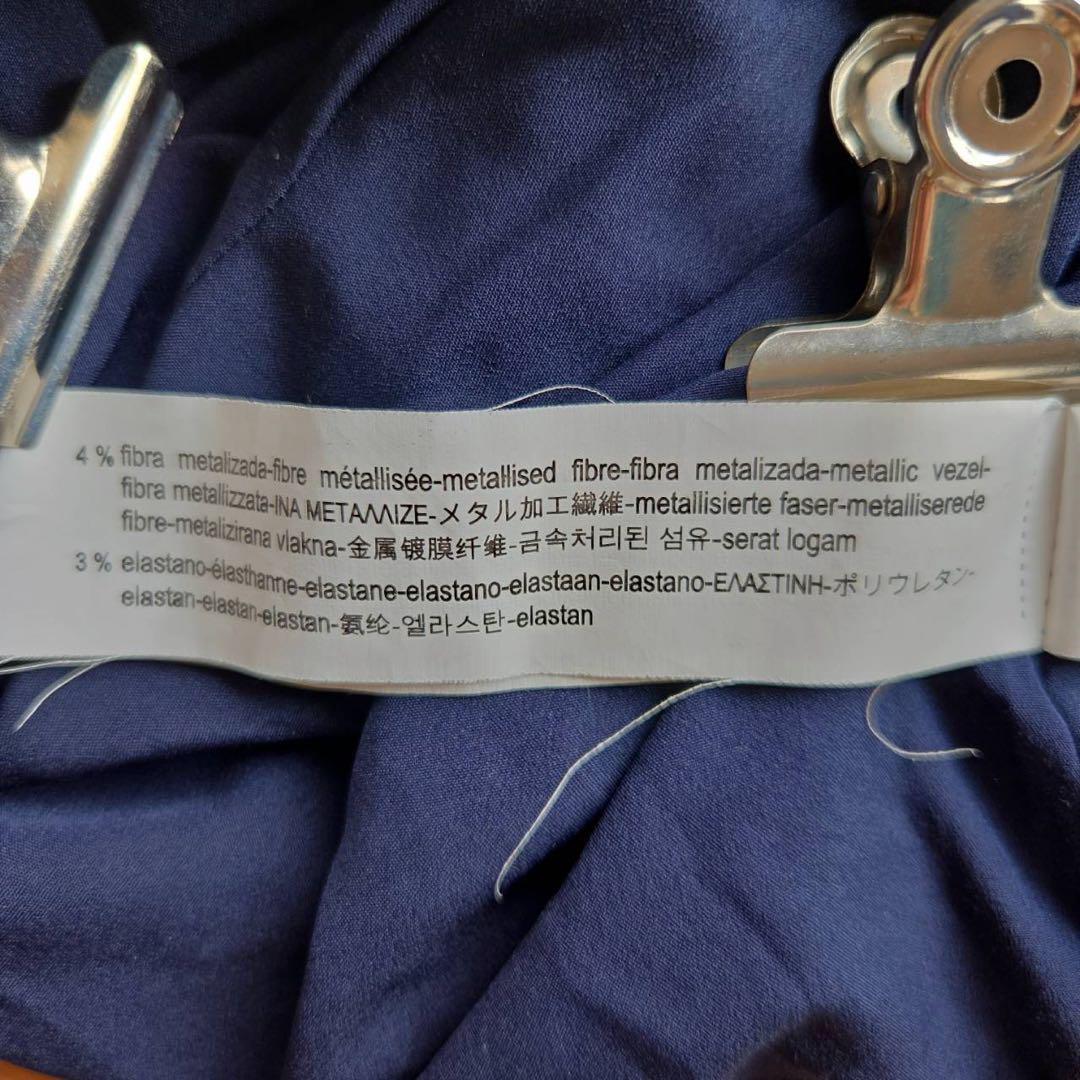 4 % fibra metalizada-fibre métallisée-metallised fibre-fibra metalizada-metallic vezel-
fibra metallizzata-ΙΝΑ METAΛΛIZE-メタル加工繊維-metallisierte faser-metalliserede
fibre-metalizirana vlakna-金属镀膜纤维-금속처리된 섬유-serat logam
3 % elastano-élasthanne-elastane-elastano-elastaan-elastano-ΕΛΑΣΤΙΝΗ-ポリウレタン-
elastan-elastan-elastan-氨纶-엘라스탄-elastan